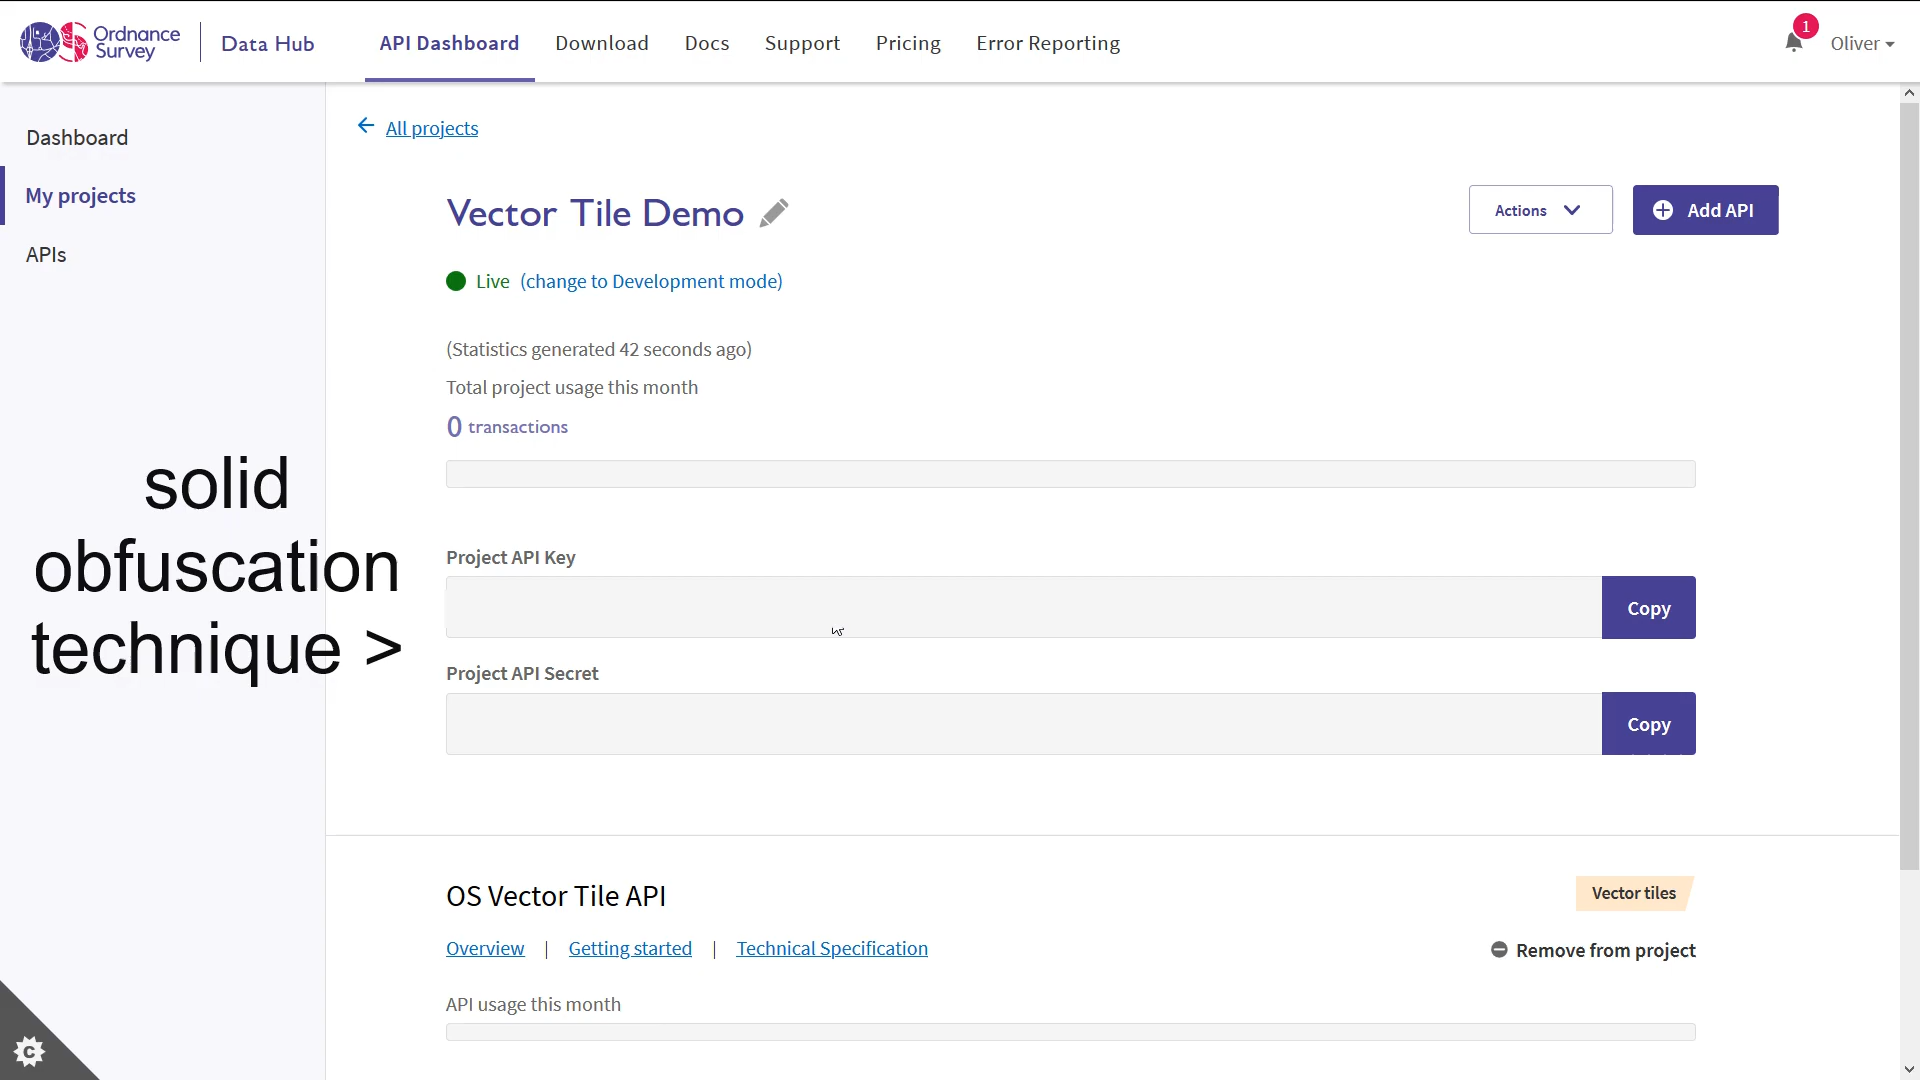 Ordnance
Survey
Data Hub
API Dashboard
Download
Docs
Support
Pricing
Error Reporting
1
Oliver
Dashboard
My projects
APIs
All projects
Vector Tile Demo
Actions
Add API
Live (change to Development mode)
(Statistics generated 42 seconds ago)
Total project usage this month
0 transactions
solid
obfuscation
technique >
Project API Key
Copy
Project API Secret
Copy
OS Vector Tile API
Vector tiles
Overview | Getting started | Technical Specification
Remove from project
API usage this month
C